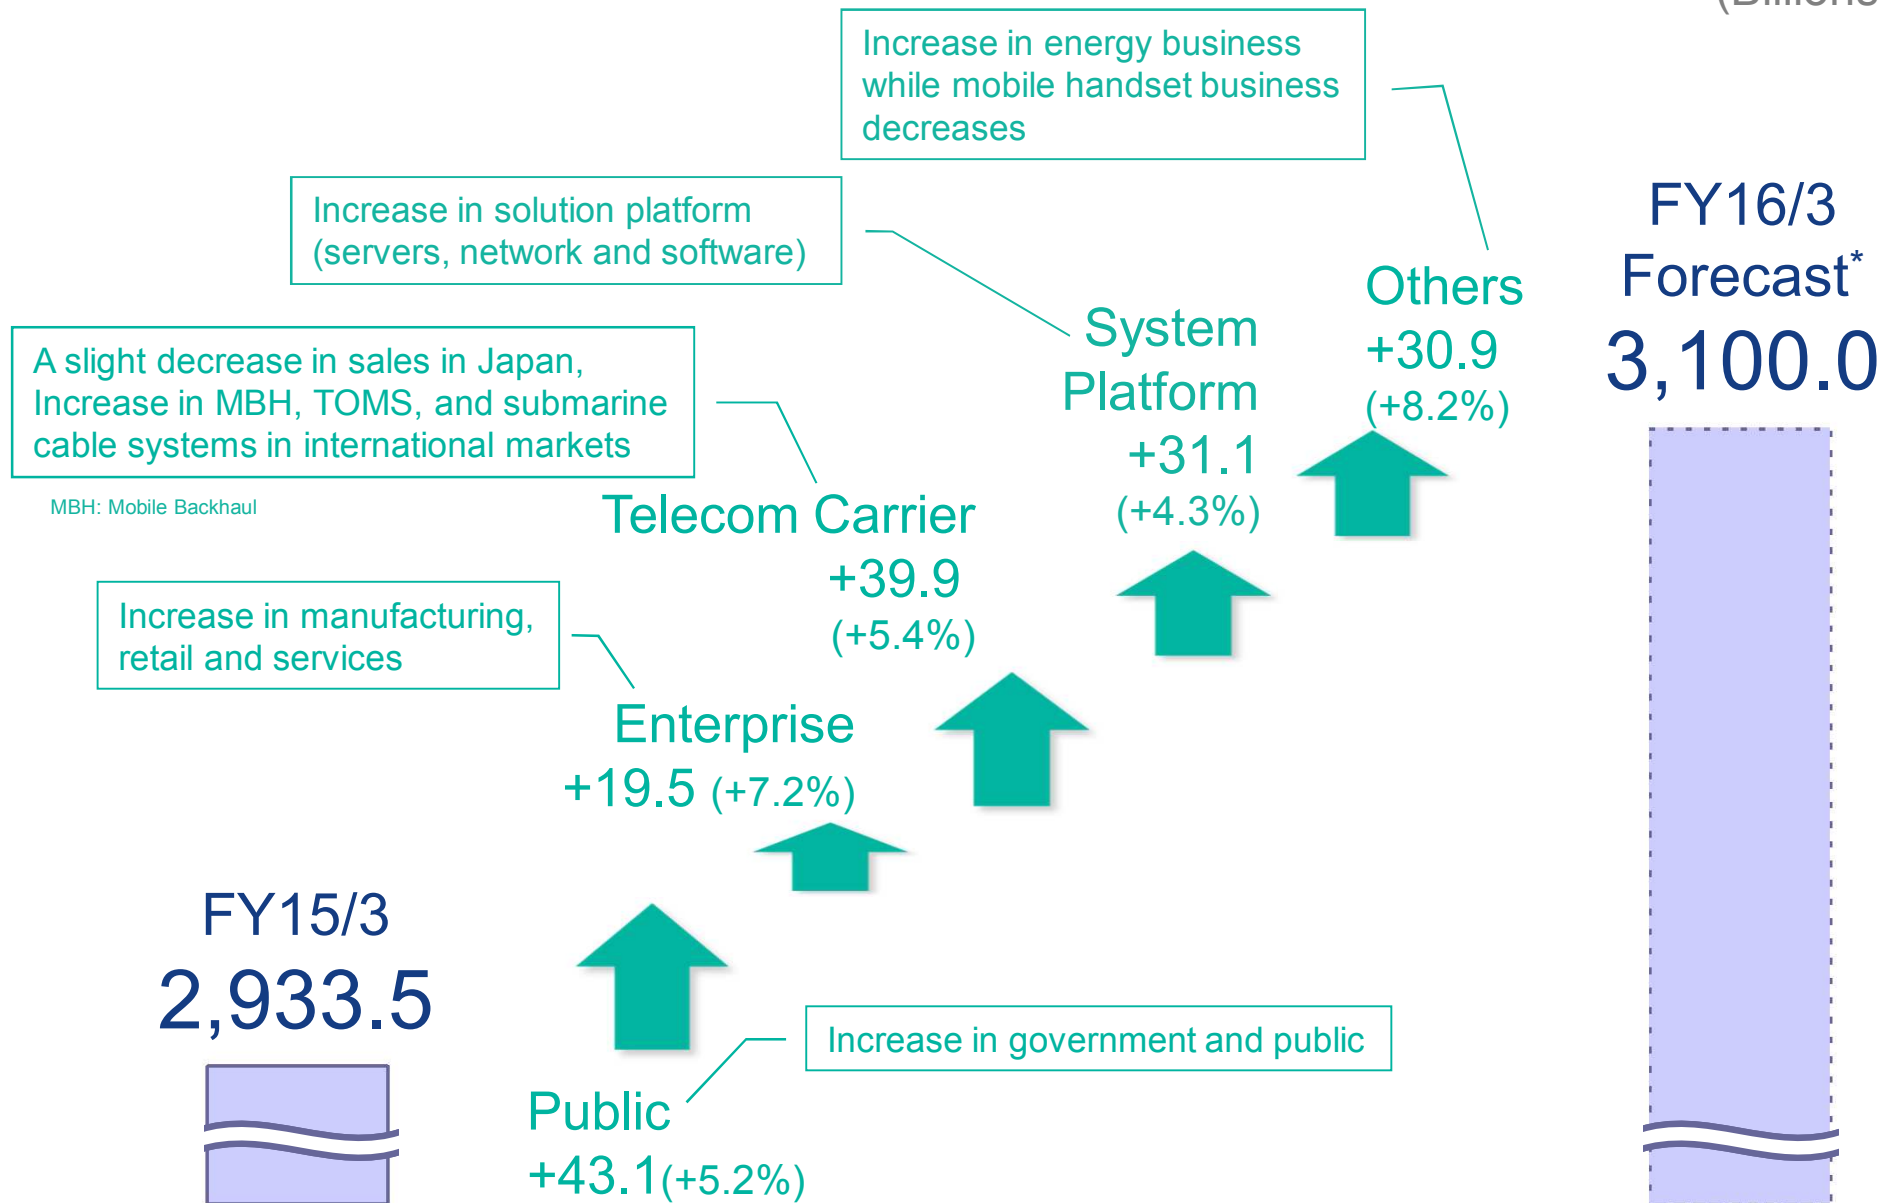 (Billions
Increase in energy business
while mobile handset business
decreases
Increase in solution platform
(servers, network and software)
FY16/3
Forecast*
3,100.0
Others
+30.9
(+8.2%)
System
Platform
+31.1
(+4.3%)
A slight decrease in sales in Japan,
Increase in MBH, TOMS, and submarine
cable systems in international markets
MBH: Mobile Backhaul
Telecom Carrier
+39.9
(+5.4%)
Increase in manufacturing,
retail and services
Enterprise
+19.5 (+7.2%)
FY15/3
2,933.5
Increase in government and public
Public
+43.1(+5.2%)